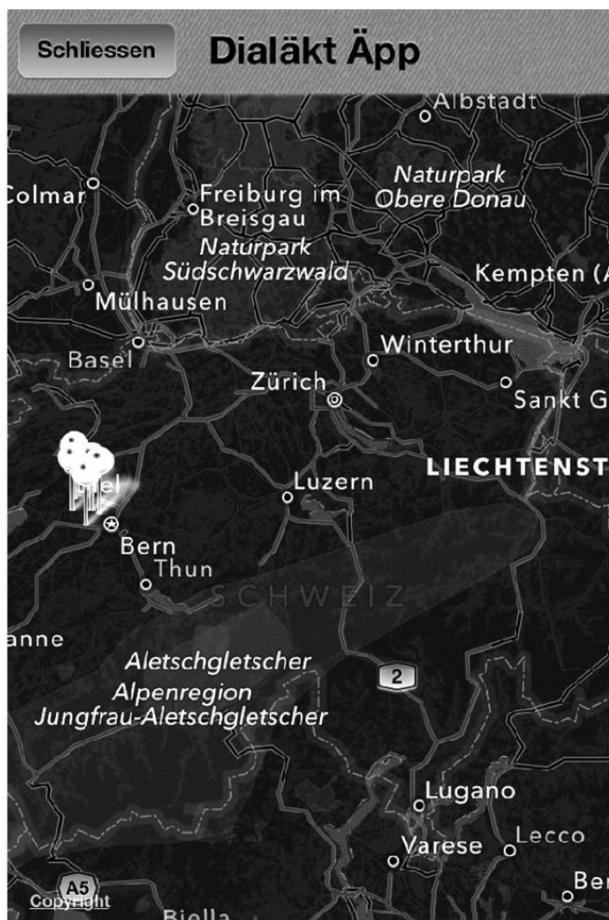 Schliessen
Dialäkt Äpp
Albstadt
Naturpark
Obere Donau
Colmar
Freiburg im
Breisgau
Naturpark
Südschwarzwald
Kempten (A
Mülhausen
Basel
Winterthur
Zürich
Sankt G
LIECHTENST
Luzern
Bern
Thun
SCHWEIZ
anne
Aletschgletscher
Alpenregion
Jungfrau-Aletschgletscher
2
Lugano
Varese
Lecco
A5
Copyright
Ber
Biella